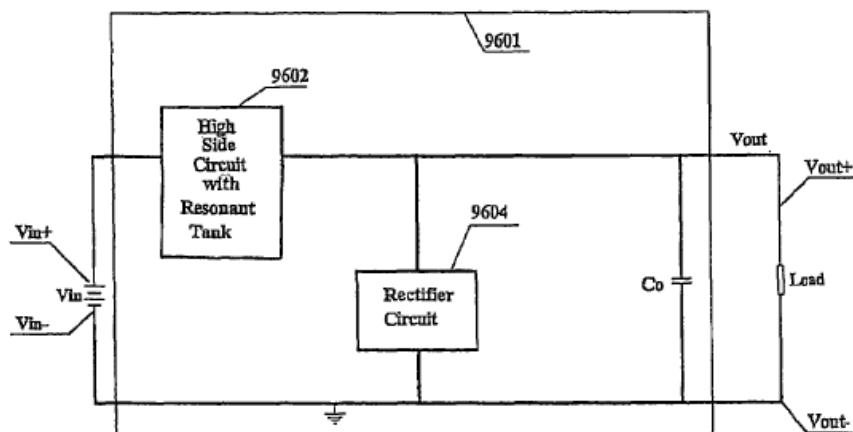 9601
9602
High
Side
Circuit
with
Resonant
Tank
Vout
Vout+
9604
Vin+
Vin
Rectifier
Circuit
Co
Load
Vin-
Vout-